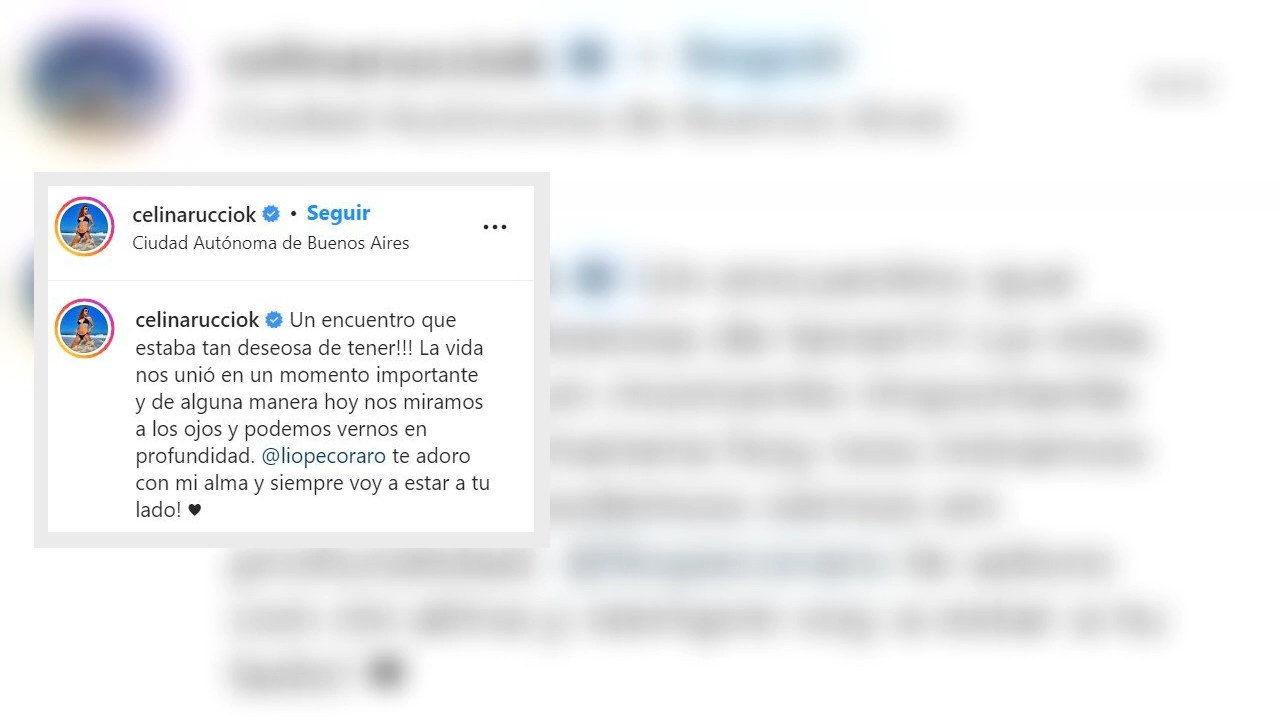 celinarucciok • Seguir
Ciudad Autónoma de Buenos Aires
celinarucciok Un encuentro que
estaba tan deseosa de tener!!! La vida
nos unió en un momento importante
y de alguna manera hoy nos miramos
a los ojos y podemos vernos en
profundidad. @liopecoraro te adoro
con mi alma y siempre voy a estar a tu
lado! ♥